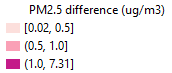 PM2.5 difference (ug/m3)
[0.02, 0.5]
(0.5, 1.0]
(1.0, 7.31]